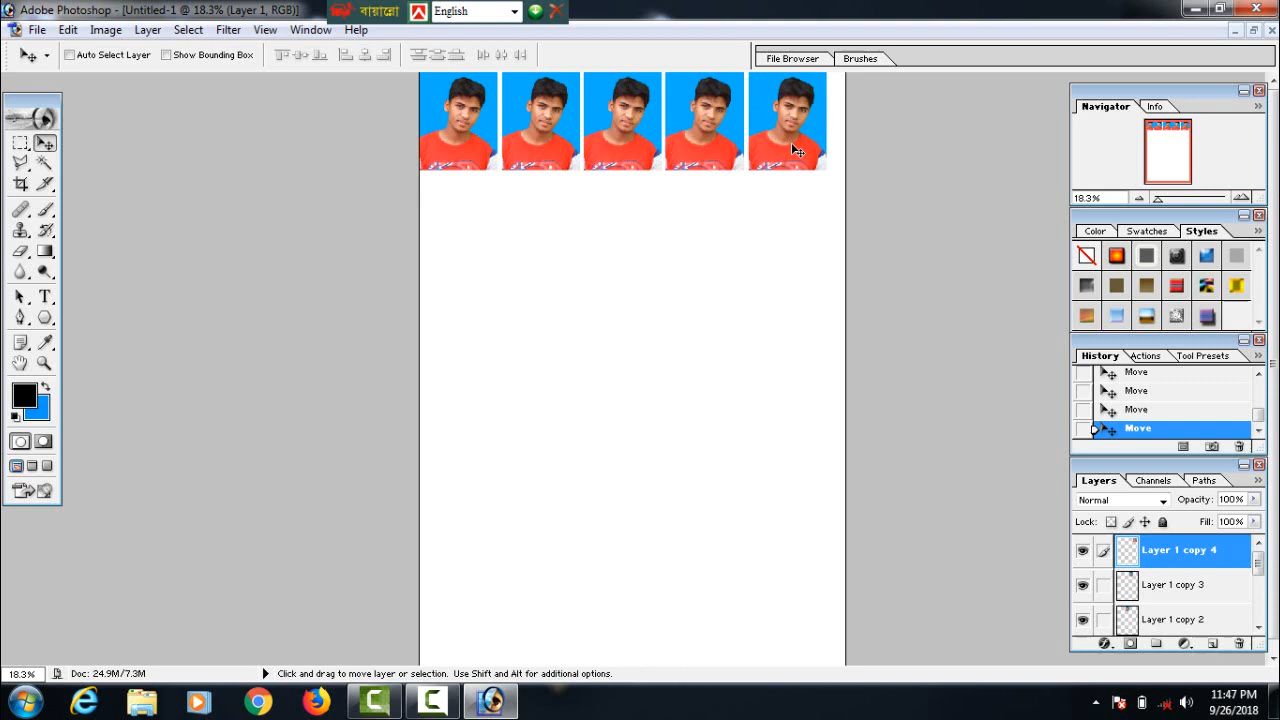 Adobe Photoshop - [Untitled-1 @ 18.3% (Layer 1, RGB)]
বায়ান্নো
English
File Edit Image Layer Select Filter View Window Help
Auto Select Layer Show Bounding Box
File Browser Brushes
Navigator Info
18.3%
Color Swatches Styles
History Actions Tool Presets
Move
Move
Move
Move
Layers Channels Paths
Normal Opacity: 100%
Lock: Fill: 100%
Layer 1 copy 4
Layer 1 copy 3
Layer 1 copy 2
18.3% Doc: 24.9M/7.3M Click and drag to move layer or selection. Use Shift and Alt for additional options.
11:47 PM
9/26/2018